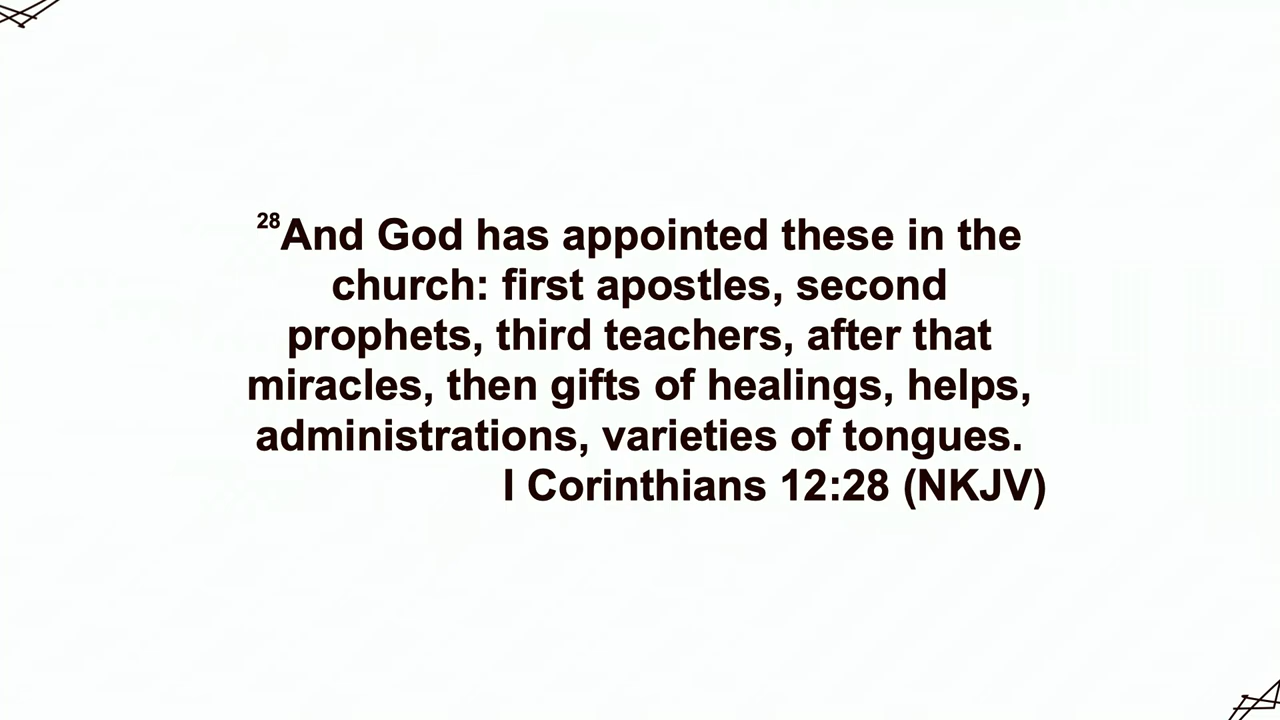 28And God has appointed these in the
church: first apostles, second
prophets, third teachers, after that
miracles, then gifts of healings, helps,
administrations, varieties of tongues.
I Corinthians 12:28 (NKJV)